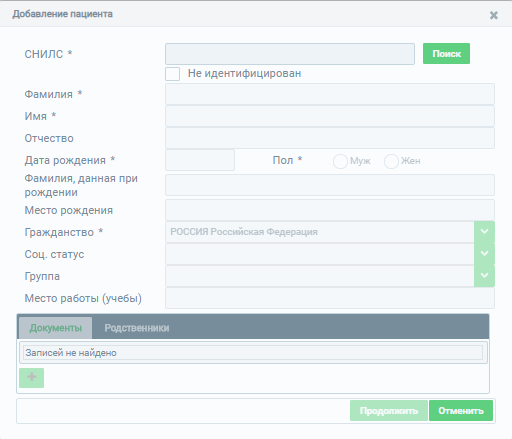 Добавление пациента
СНИЛС *
Поиск
Не идентифицирован
Фамилия *
Имя *
Отчество
Дата рождения *
Пол *
Муж
Жен
Фамилия, данная при
рождении
Место рождения
Гражданство *
РОССИЯ Российская Федерация
Соц. статус
Группа
Место работы (учебы)
Документы
Родственники
Записей не найдено
Продолжить
Отменить